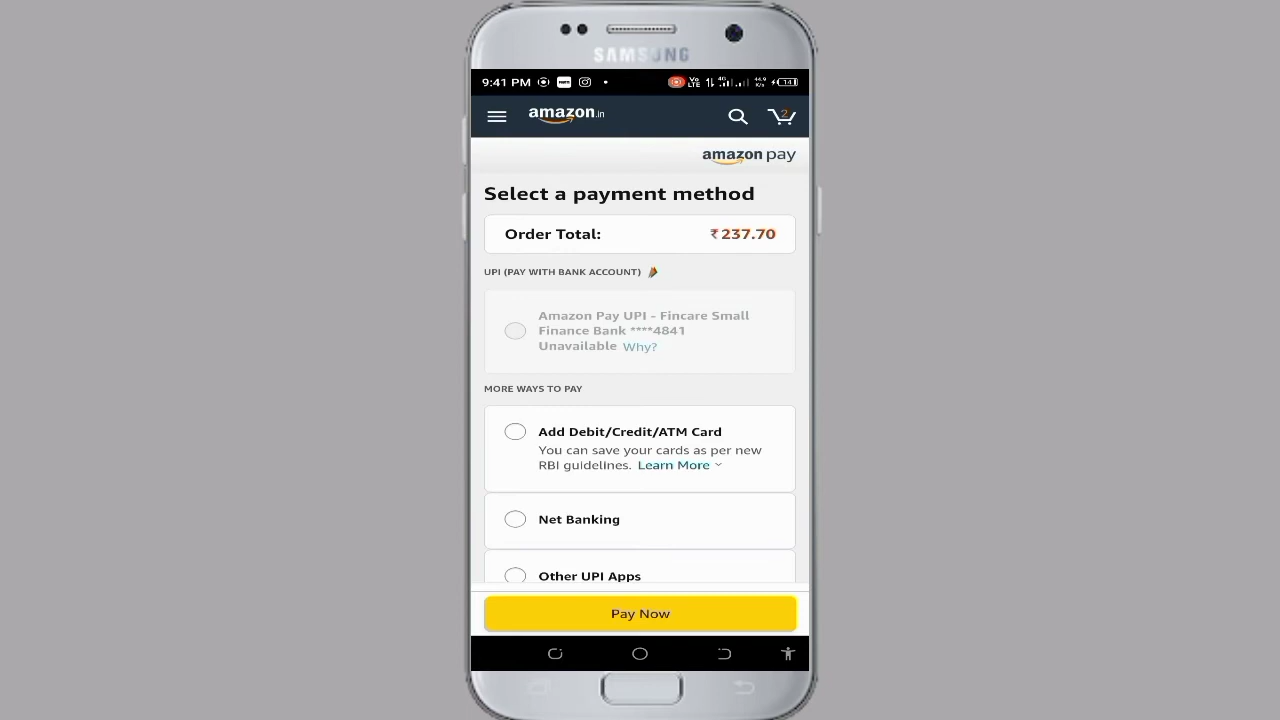 SAMSUNG
9:41 PM
amazon.in
2
amazon pay
Select a payment method
Order Total: ₹237.70
UPI (PAY WITH BANK ACCOUNT)
Amazon Pay UPI - Fincare Small
Finance Bank ****4841
Unavailable Why?
MORE WAYS TO PAY
Add Debit/Credit/ATM Card
You can save your cards as per new
RBI guidelines. Learn More
Net Banking
Other UPI Apps
Pay Now